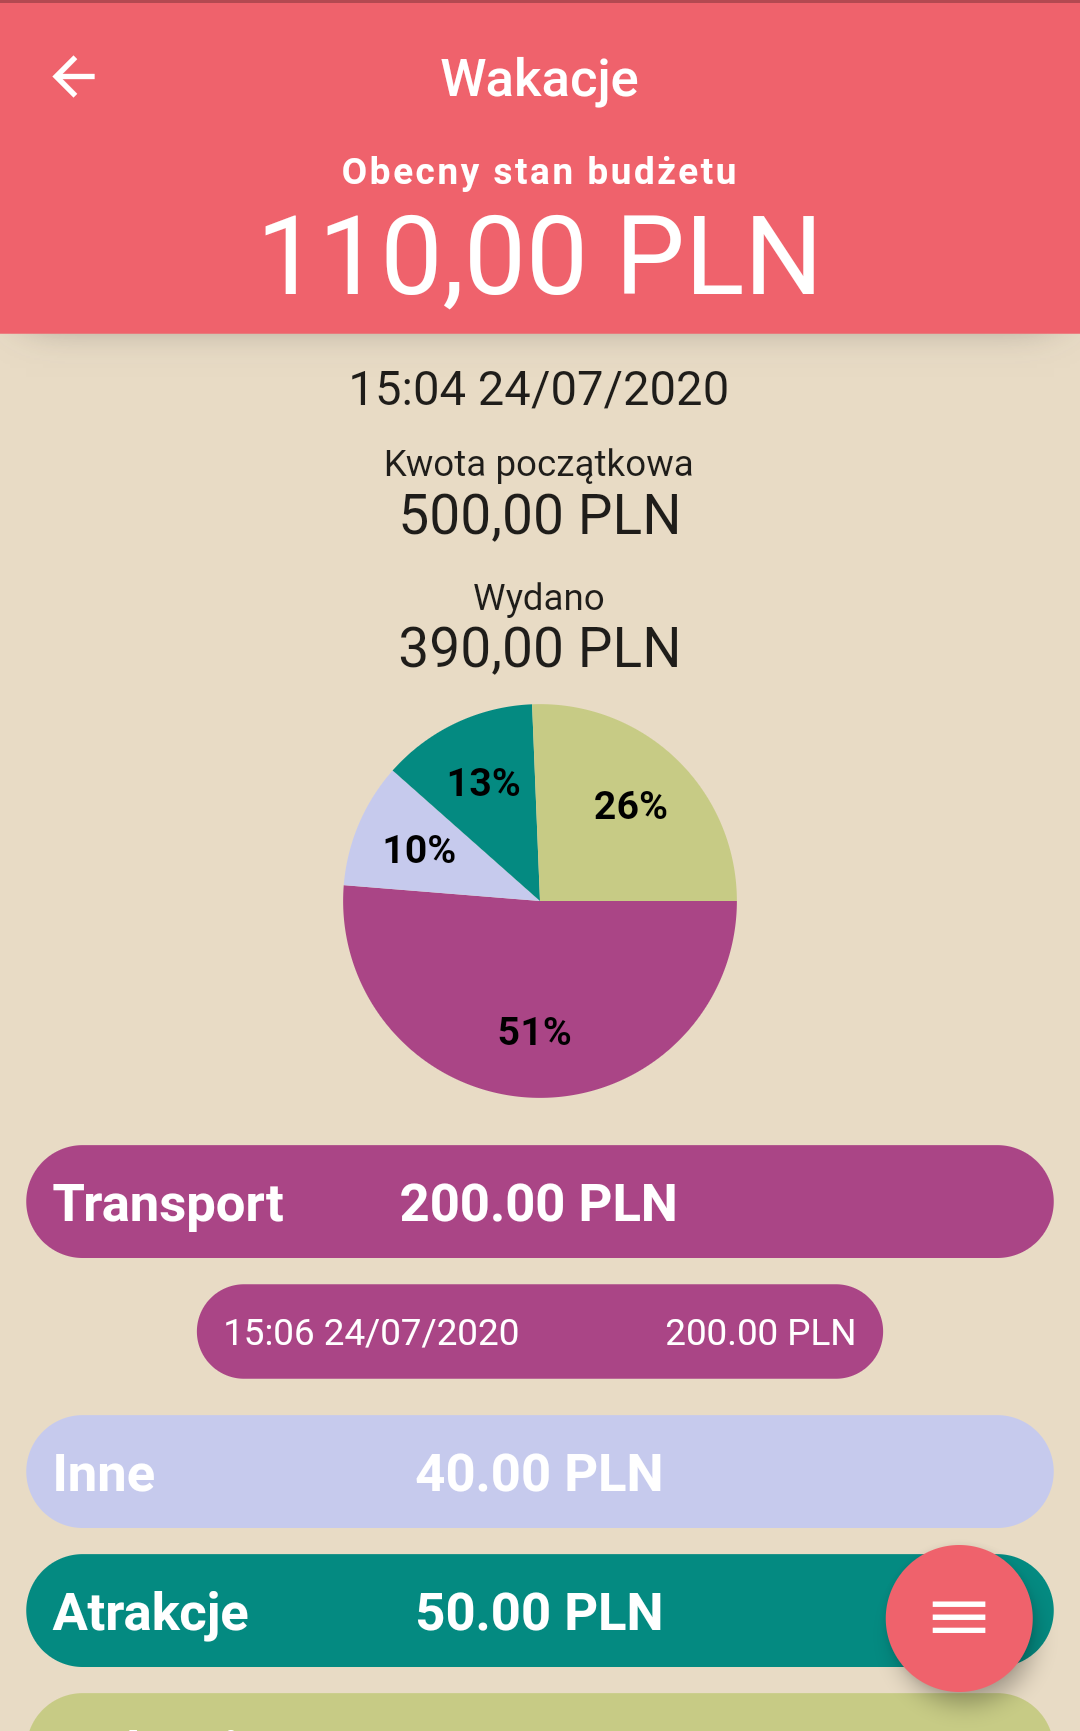 Wakacje
Obecny stan budżetu
110,00 PLN
15:04 24/07/2020
Kwota początkowa
500,00 PLN
Wydano
390,00 PLN
13%
26%
10%
51%
Transport 200.00 PLN
15:06 24/07/2020 200.00 PLN
Inne 40.00 PLN
Atrakcje 50.00 PLN